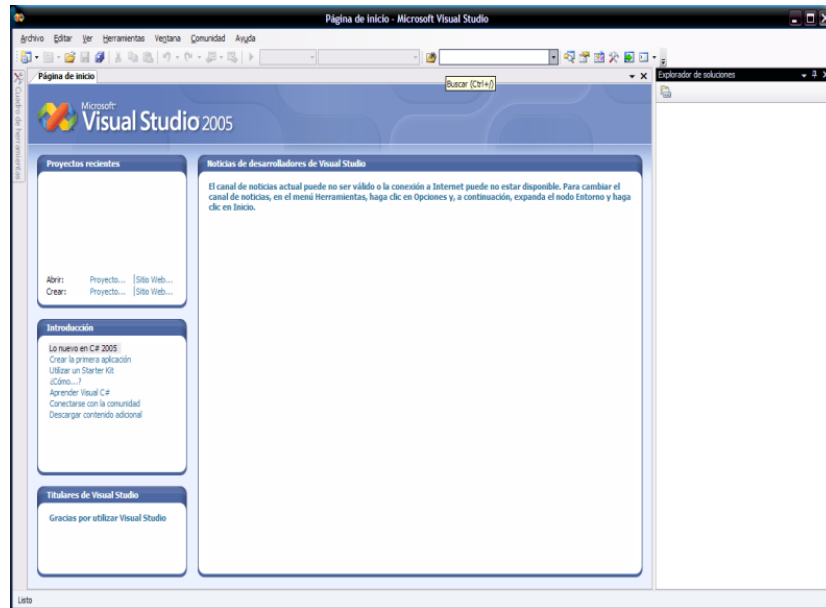 Página de inicio - Microsoft Visual Studio
Archivo Editar Ver Herramientas Ventana Comunidad Ayuda
Página de inicio
Buscar (Ctrl+/)
Explorador de soluciones
Cuadro de herramientas
Microsoft
Visual Studio 2005
Proyectos recientes
Abrir: Proyecto... | Sitio Web...
Crear: Proyecto... | Sitio Web...
Introducción
Lo nuevo en C# 2005
Crear la primera aplicación
Utilizar un Starter Kit
¿Cómo...?
Aprender Visual C#
Conectarse con la comunidad
Descargar contenido adicional
Titulares de Visual Studio
Gracias por utilizar Visual Studio
Noticias de desarrolladores de Visual Studio
El canal de noticias actual puede no ser válido o la conexión a Internet puede no estar disponible. Para cambiar el
canal de noticias, en el menú Herramientas, haga clic en Opciones y, a continuación, expanda el nodo Entorno y haga
clic en Inicio.
Listo